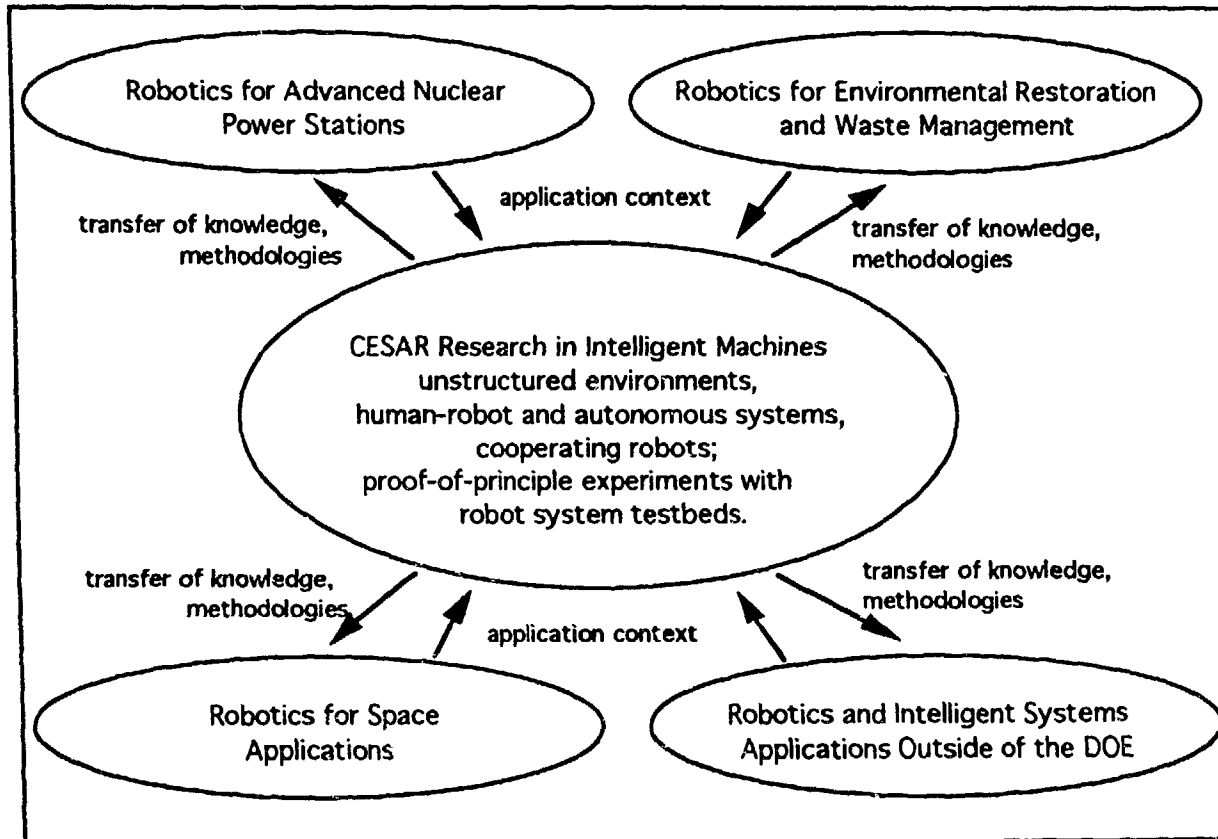 Robotics for Advanced Nuclear
Power Stations
Robotics for Environmental Restoration
and Waste Management
application context
transfer of knowledge,
methodologies
transfer of knowledge,
methodologies
CESAR Research in Intelligent Machines
unstructured environments,
human-robot and autonomous systems,
cooperating robots;
proof-of-principle experiments with
robot system testbeds.
transfer of knowledge,
methodologies
transfer of knowledge,
methodologies
application context
Robotics for Space
Applications
Robotics and Intelligent Systems
Applications Outside of the DOE